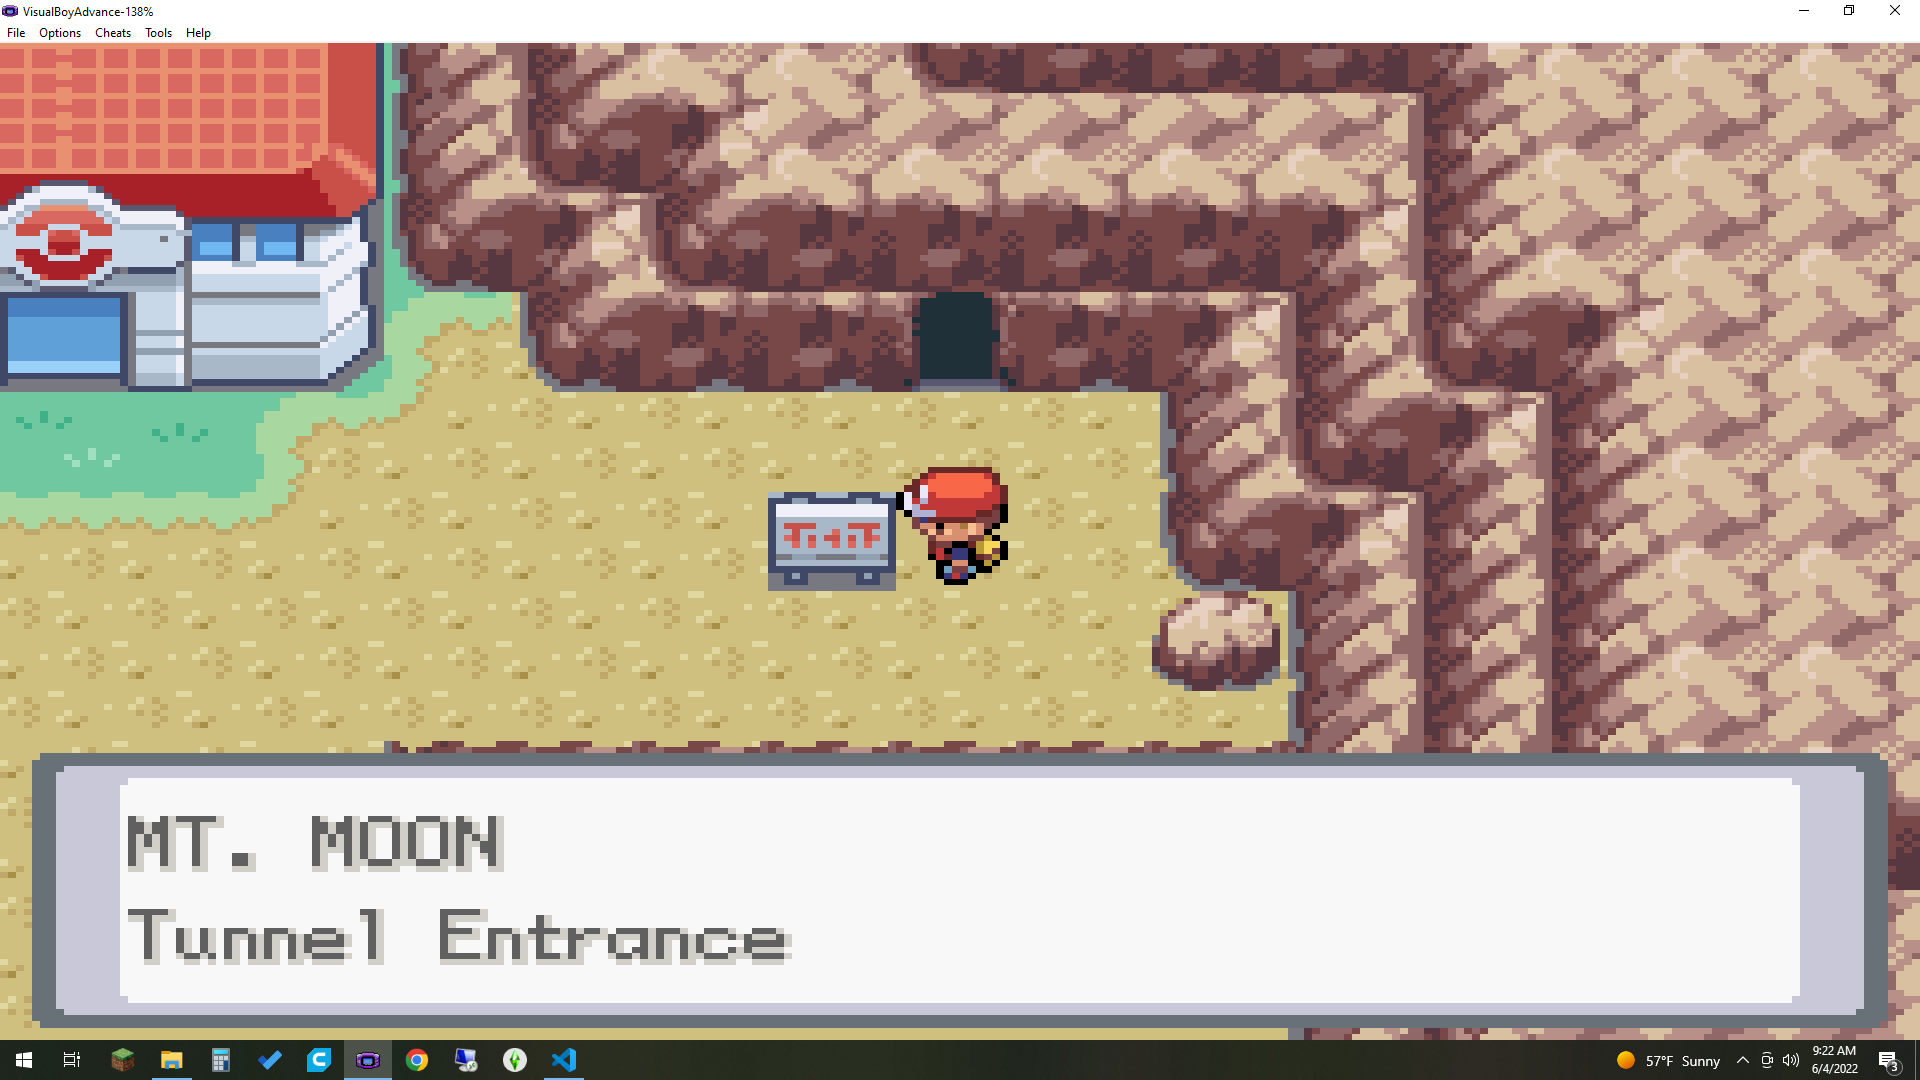 VisualBoyAdvance-138%
File Options Cheats Tools Help
MT. MOON
Tunnel Entrance
57°F Sunny
9:22 AM
6/4/2022
3